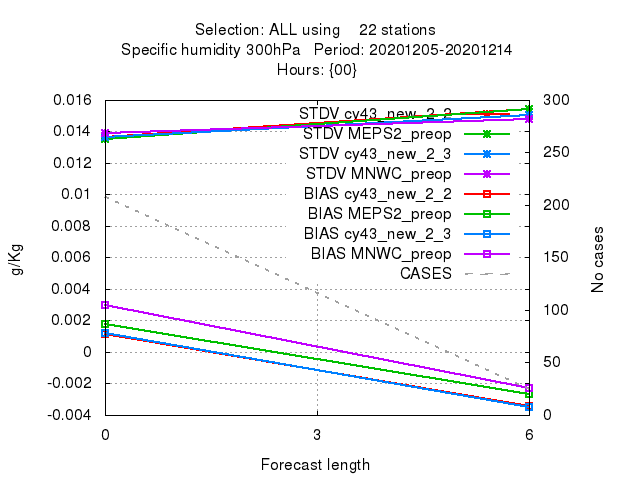 Selection: ALL using 22 stations
Specific humidity 300hPa Period: 20201205-20201214
Hours: {00}
0.016
0.014
0.012
0.01
0.008
0.006
0.004
0.002
0
-0.002
-0.004
g/Kg
STDV cy43_new_2_2
STDV MEPS2_preop
STDV cy43_new_2_3
STDV MNWC_preop
BIAS cy43_new_2_2
BIAS MEPS2_preop
BIAS cy43_new_2_3
BIAS MNWC_preop
CASES
300
250
200
150
100
50
0
No cases
0 3 6
Forecast length